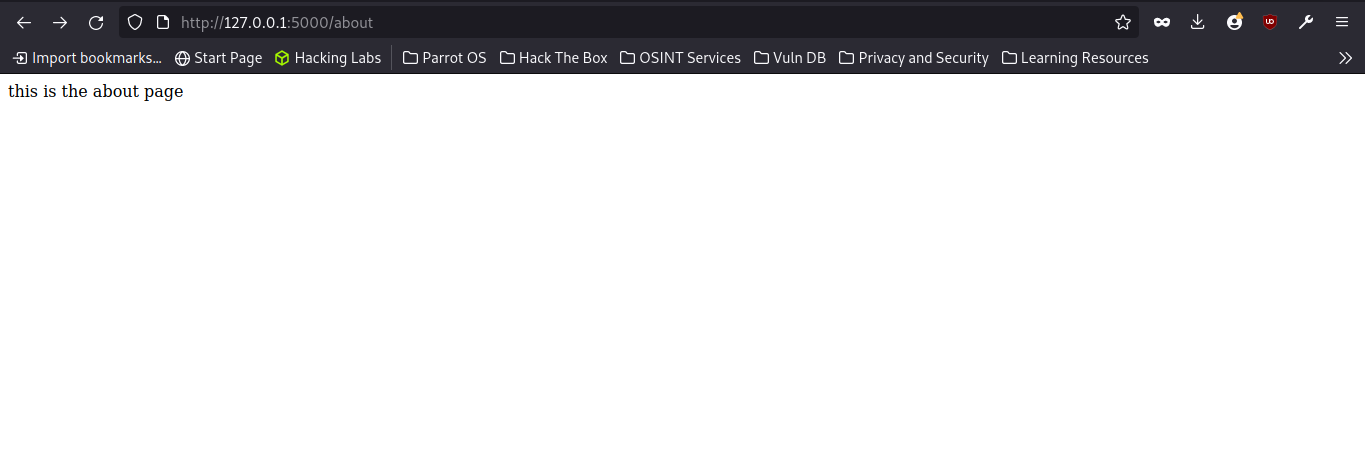 http://127.0.0.1:5000/about
Import bookmarks... Start Page Hacking Labs Parrot OS Hack The Box OSINT Services Vuln DB Privacy and Security Learning Resources
this is the about page